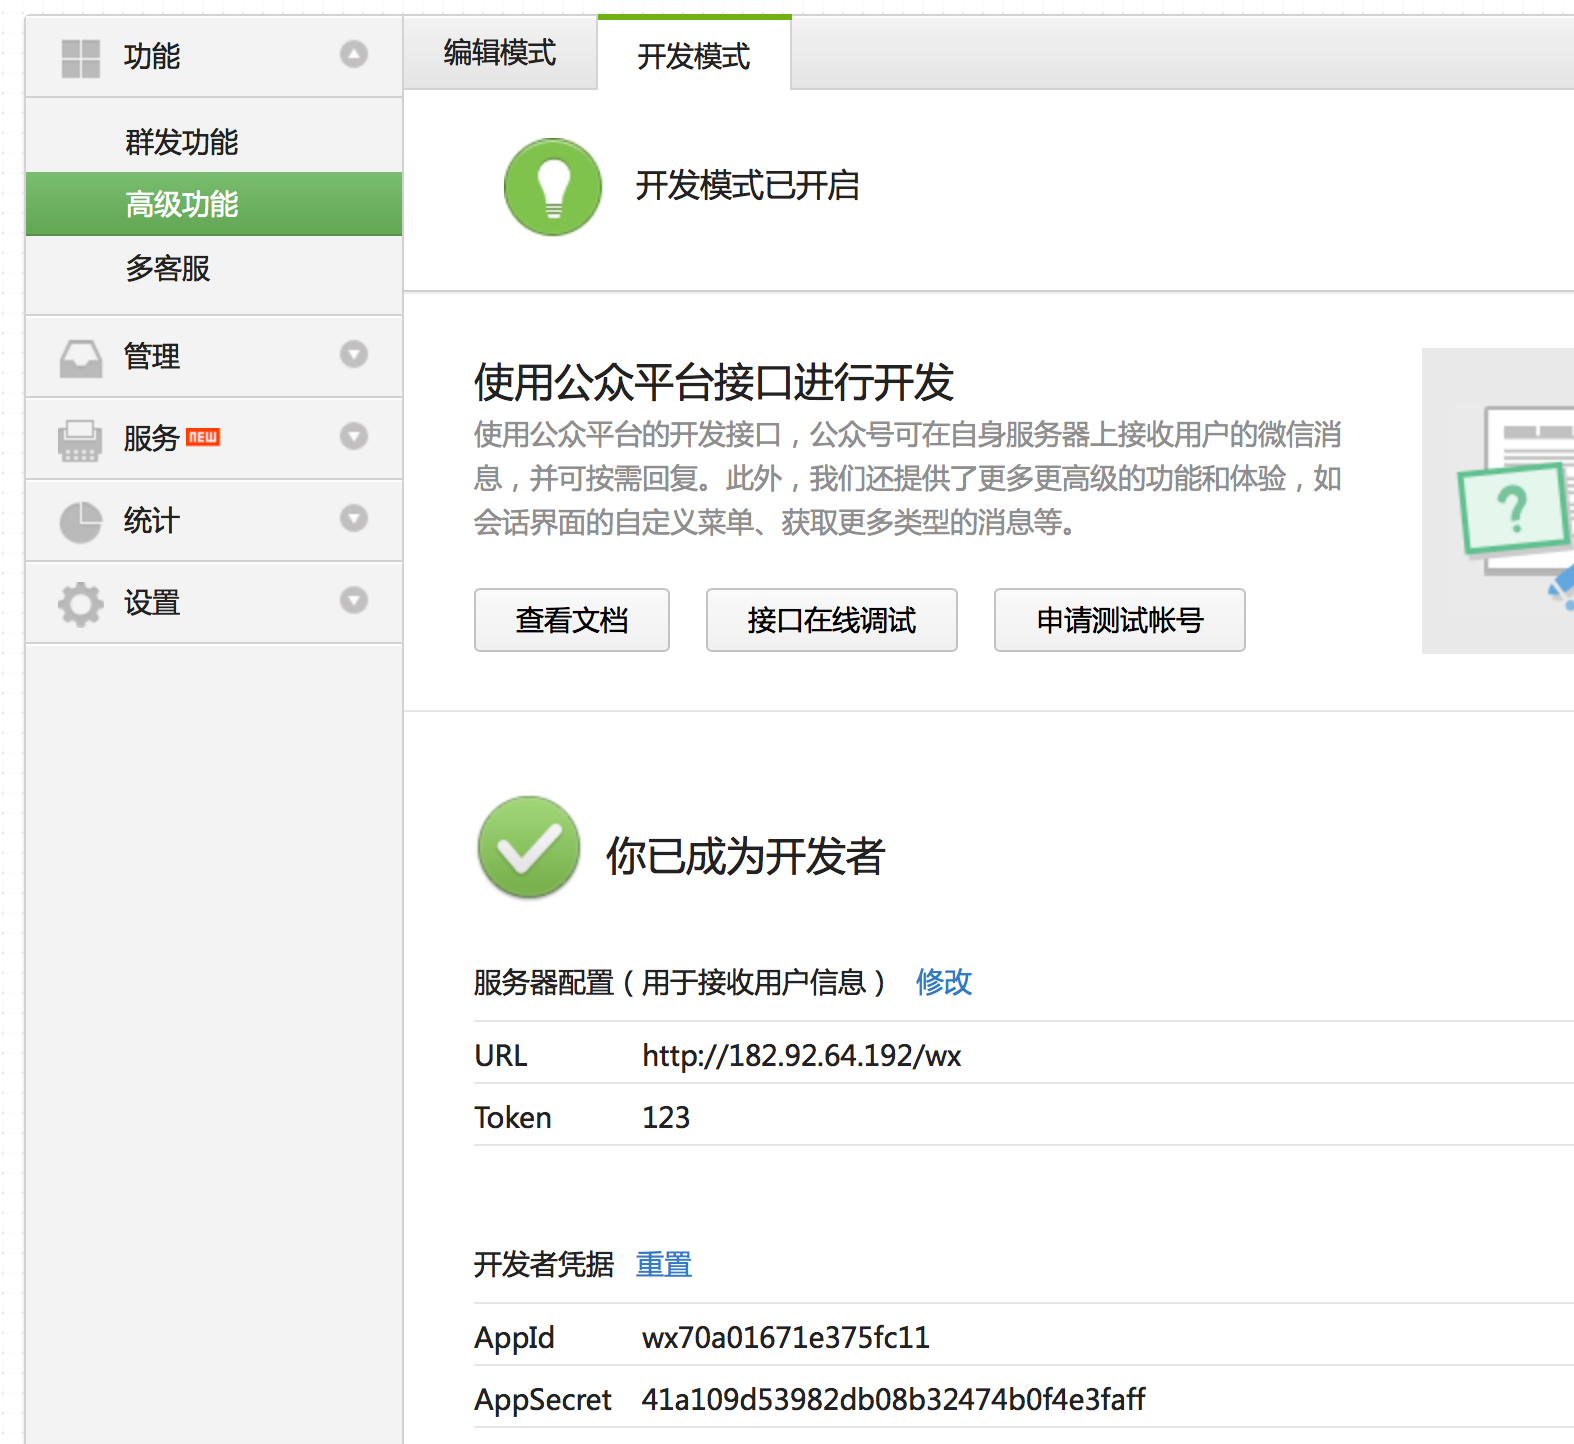 功能
群发功能
高级功能
多客服
管理
服务 NEW
统计
设置
编辑模式
开发模式
开发模式已开启
使用公众平台接口进行开发
使用公众平台的开发接口，公众号可在自身服务器上接收用户的微信消
息，并可按需回复。此外，我们还提供了更多更高级的功能和体验，如
会话界面的自定义菜单、获取更多类型的消息等。
查看文档
接口在线调试
申请测试帐号
?
你已成为开发者
服务器配置（用于接收用户信息） 修改
URL http://182.92.64.192/wx
Token 123
开发者凭据 重置
AppId wx70a01671e375fc11
AppSecret 41a109d53982db08b32474b0f4e3faff